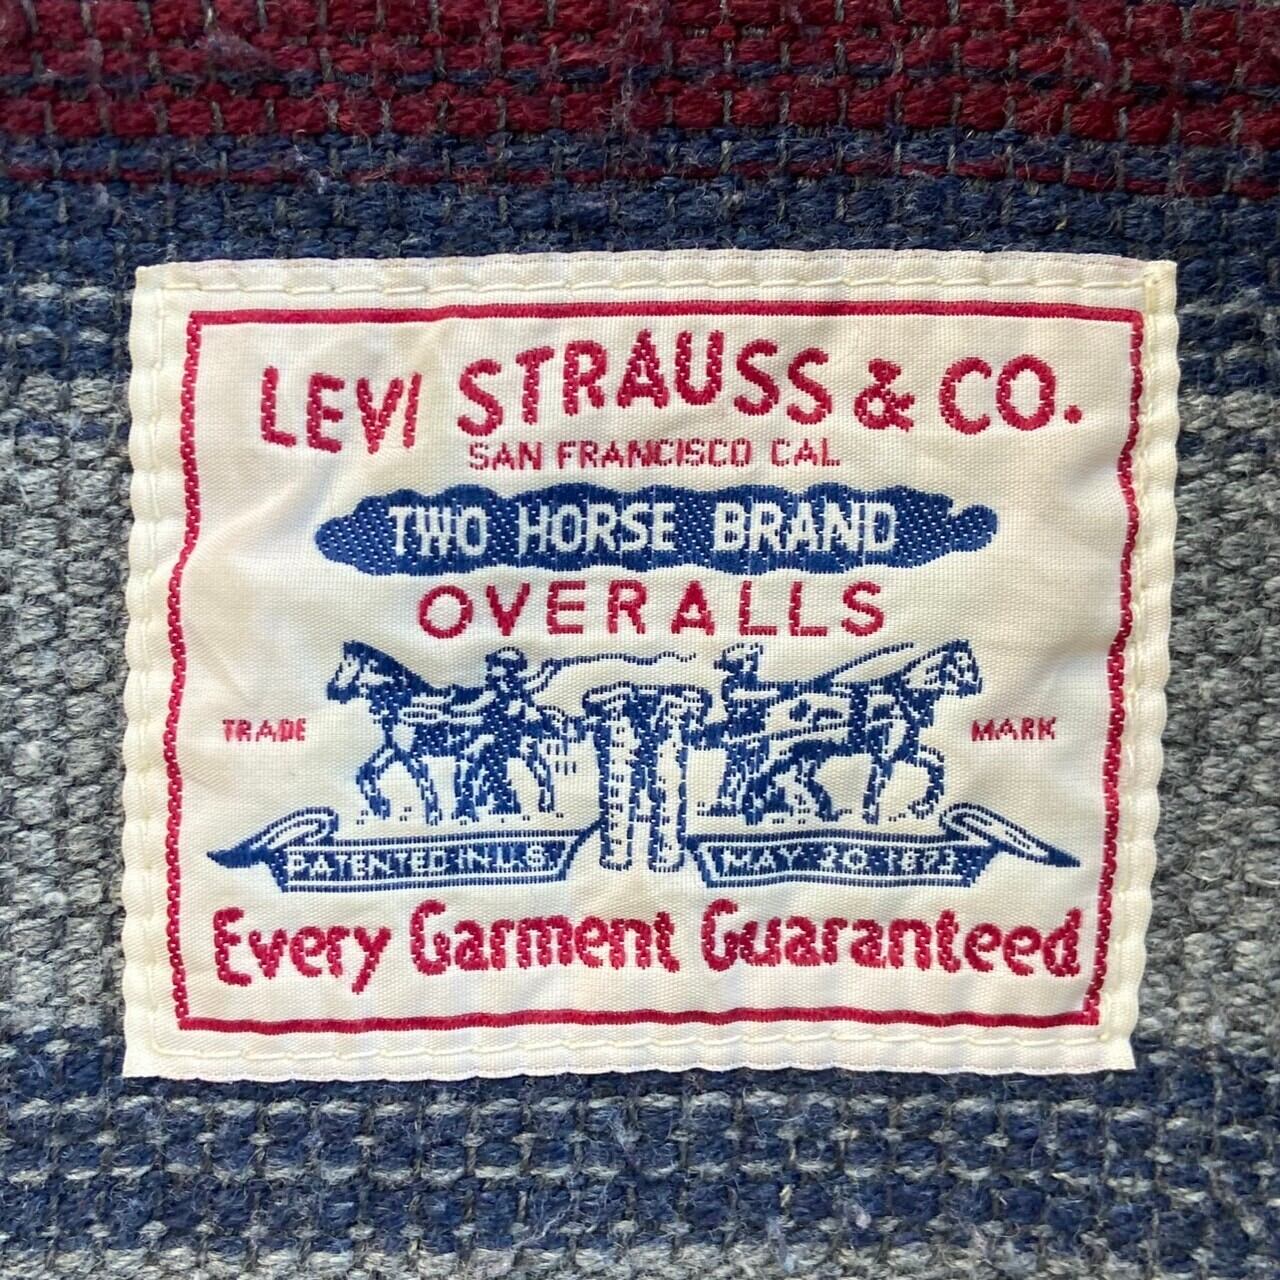 LEVI STRAUSS & CO.
SAN FRANCISCO CAL.
TWO HORSE BRAND
OVERALLS
TRADE MARK
PATENTED IN U.S. MAY 20 1873
Every Garment Guaranteed